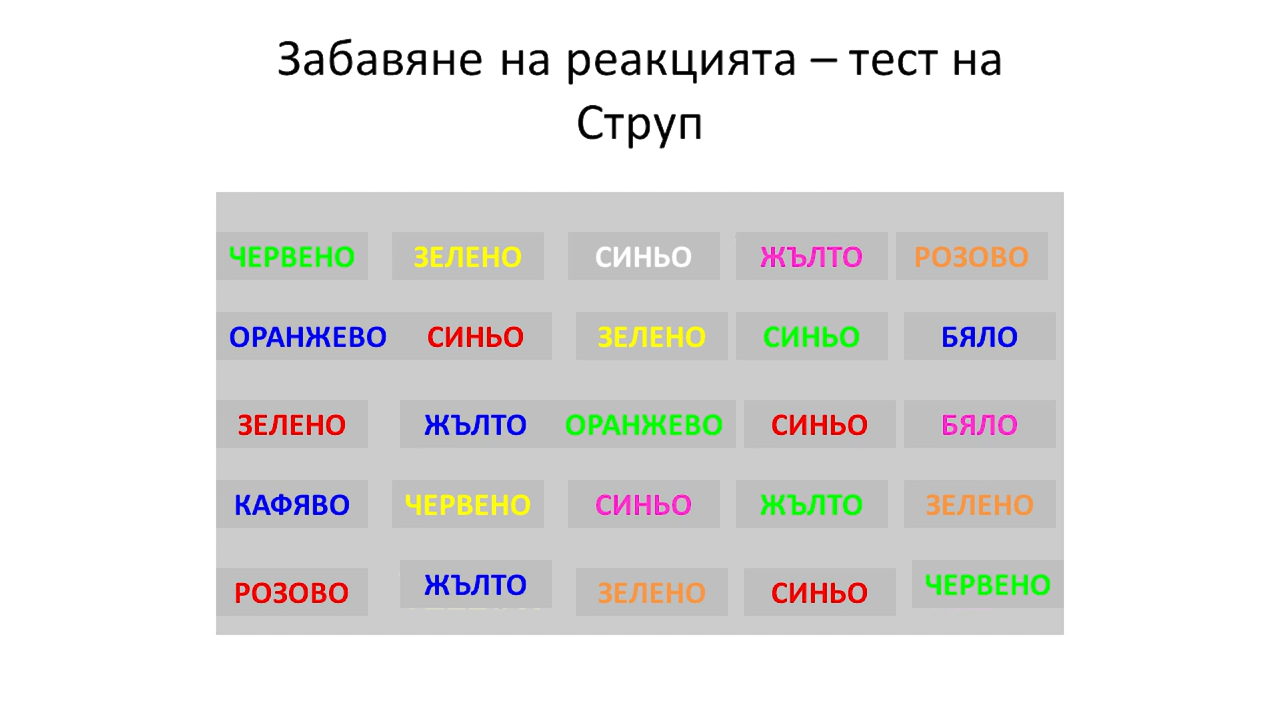 Забавяне на реакцията – тест на
Струп
ЧЕРВЕНО ЗЕЛЕНО СИНЬО ЖЪЛТО РОЗОВО
ОРАНЖЕВО СИНЬО ЗЕЛЕНО СИНЬО БЯЛО
ЗЕЛЕНО ЖЪЛТО ОРАНЖЕВО СИНЬО БЯЛО
КАФЯВО ЧЕРВЕНО СИНЬО ЖЪЛТО ЗЕЛЕНО
РОЗОВО ЖЪЛТО ЗЕЛЕНО СИНЬО ЧЕРВЕНО